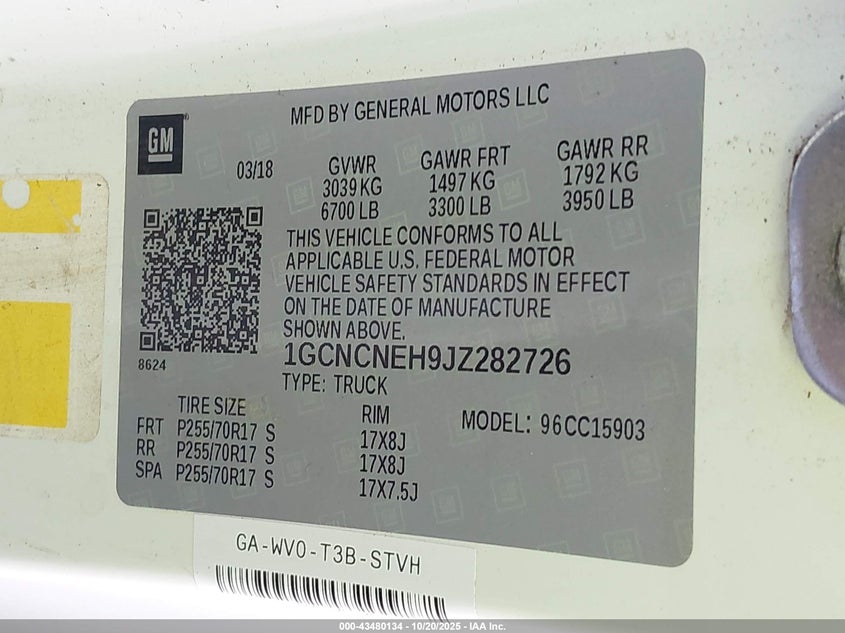 MFD BY GENERAL MOTORS LLC
GM
03/18
GVWR GAWR FRT GAWR RR
3039 KG 1497 KG 1792 KG
6700 LB 3300 LB 3950 LB
THIS VEHICLE CONFORMS TO ALL
APPLICABLE U.S. FEDERAL MOTOR
VEHICLE SAFETY STANDARDS IN EFFECT
ON THE DATE OF MANUFACTURE
SHOWN ABOVE.
8624
1GCNCNEH9JZ282726
TYPE: TRUCK
TIRE SIZE RIM MODEL: 96CC15903
FRT P255/70R17 S 17X8J
RR P255/70R17 S 17X8J
SPA P255/70R17 S 17X7.5J
GA-WV0-T3B-STVH
000-43480134 - 10/20/2025 - IAA Inc.